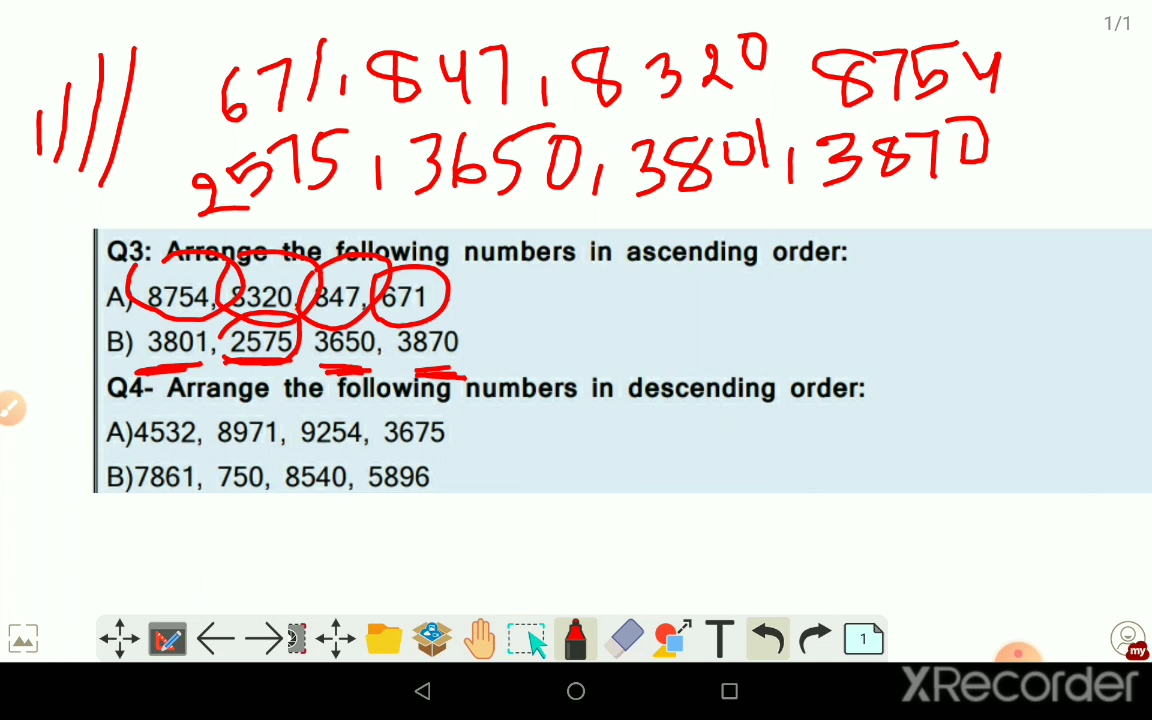 1/1
671, 847, 8320 8754
2575, 3650, 3801, 3870
Q3: Arrange the following numbers in ascending order:
A) 8754, 8320, 847, 671
B) 3801, 2575 3650, 3870
Q4- Arrange the following numbers in descending order:
A)4532, 8971, 9254, 3675
B)7861, 750, 8540, 5896
T
1
my
XRecorder